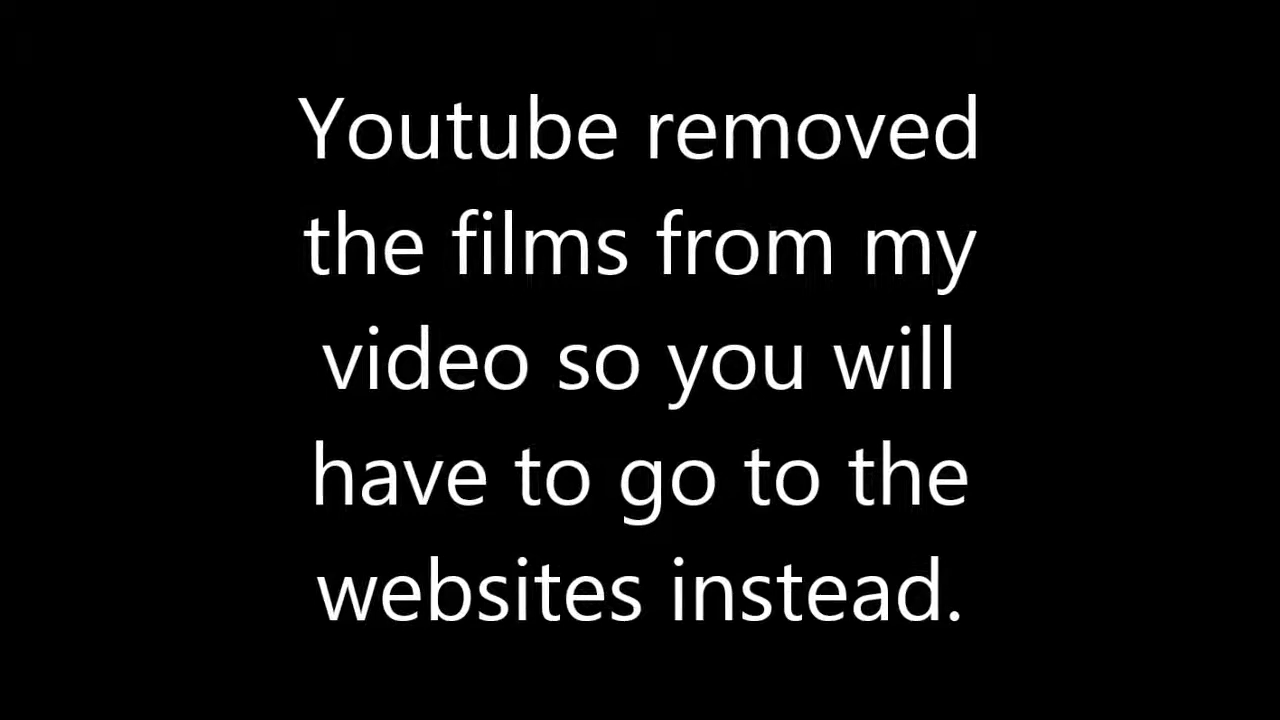 Youtube removed
the films from my
video so you will
have to go to the
websites instead.